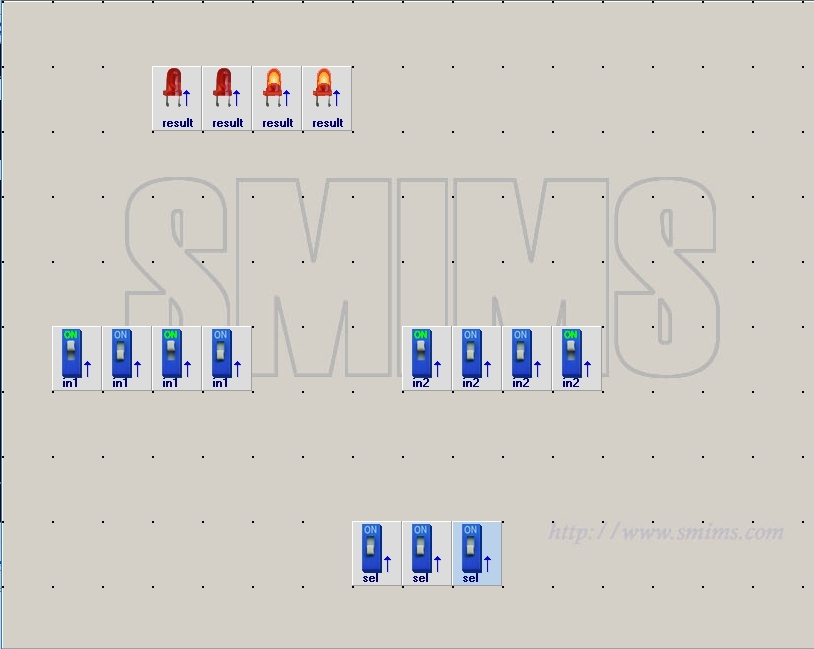 result result result result
SMIMS
ON ON ON ON ON ON ON ON
in1 in1 in1 in1 in2 in2 in2 in2
ON ON ON
http://www.smims.com
sel sel sel